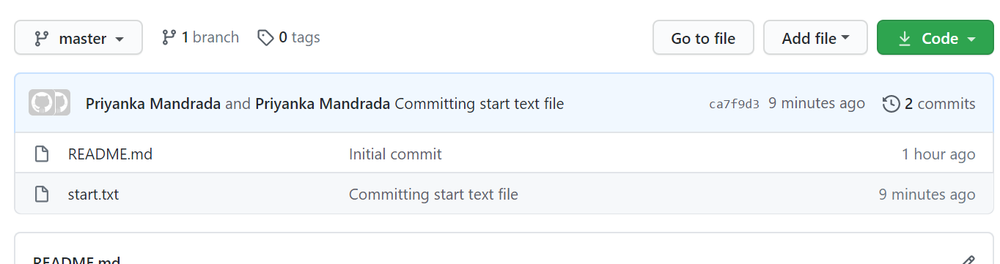 master 1 branch 0 tags Go to file Add file Code
Priyanka Mandrada and Priyanka Mandrada Committing start text file ca7f9d3 9 minutes ago 2 commits
README.md Initial commit 1 hour ago
start.txt Committing start text file 9 minutes ago
README.md